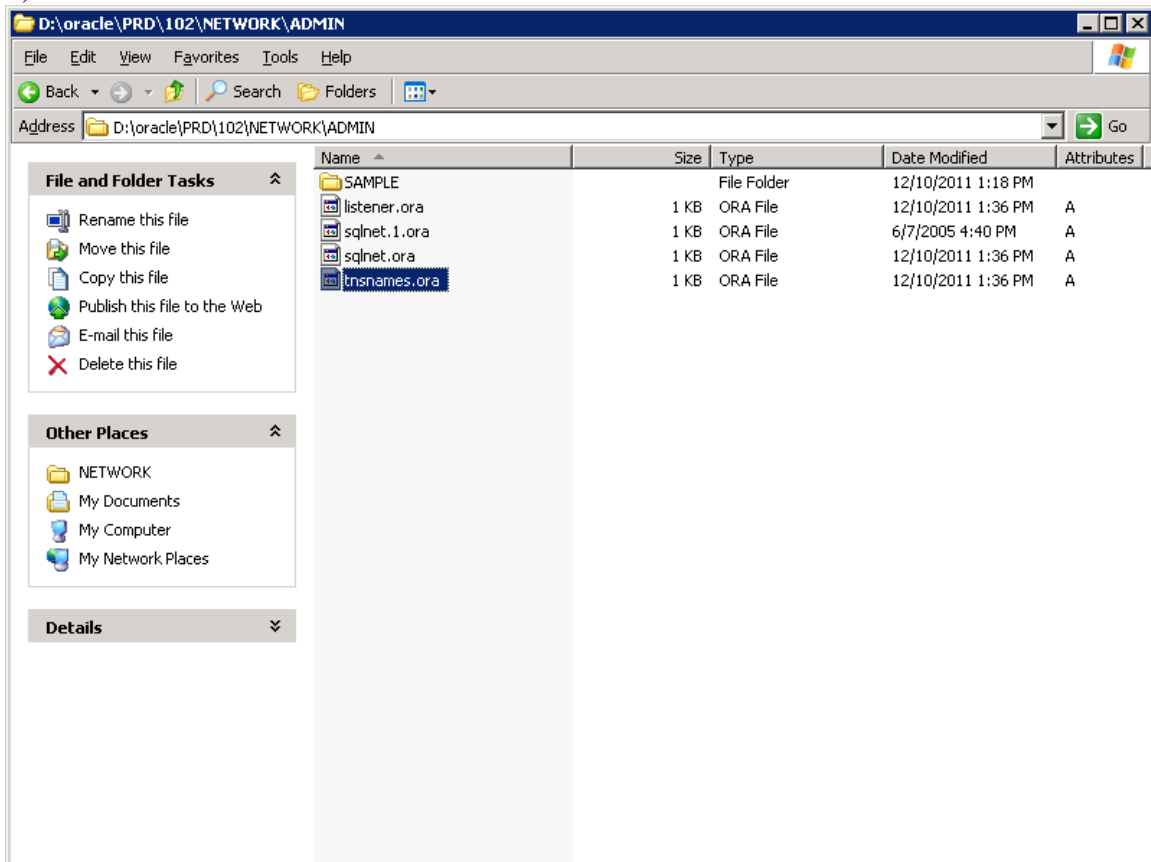 D:\oracle\PRD\102\NETWORK\ADMIN
File Edit View Favorites Tools Help
Back Search Folders
Address D:\oracle\PRD\102\NETWORK\ADMIN Go
Name Size Type Date Modified Attributes
File and Folder Tasks
Rename this file
Move this file
Copy this file
Publish this file to the Web
E-mail this file
Delete this file
Other Places
NETWORK
My Documents
My Computer
My Network Places
Details
SAMPLE File Folder 12/10/2011 1:18 PM
listener.ora 1 KB ORA File 12/10/2011 1:36 PM A
sqlnet.1.ora 1 KB ORA File 6/7/2005 4:40 PM A
sqlnet.ora 1 KB ORA File 12/10/2011 1:36 PM A
tnsnames.ora 1 KB ORA File 12/10/2011 1:36 PM A